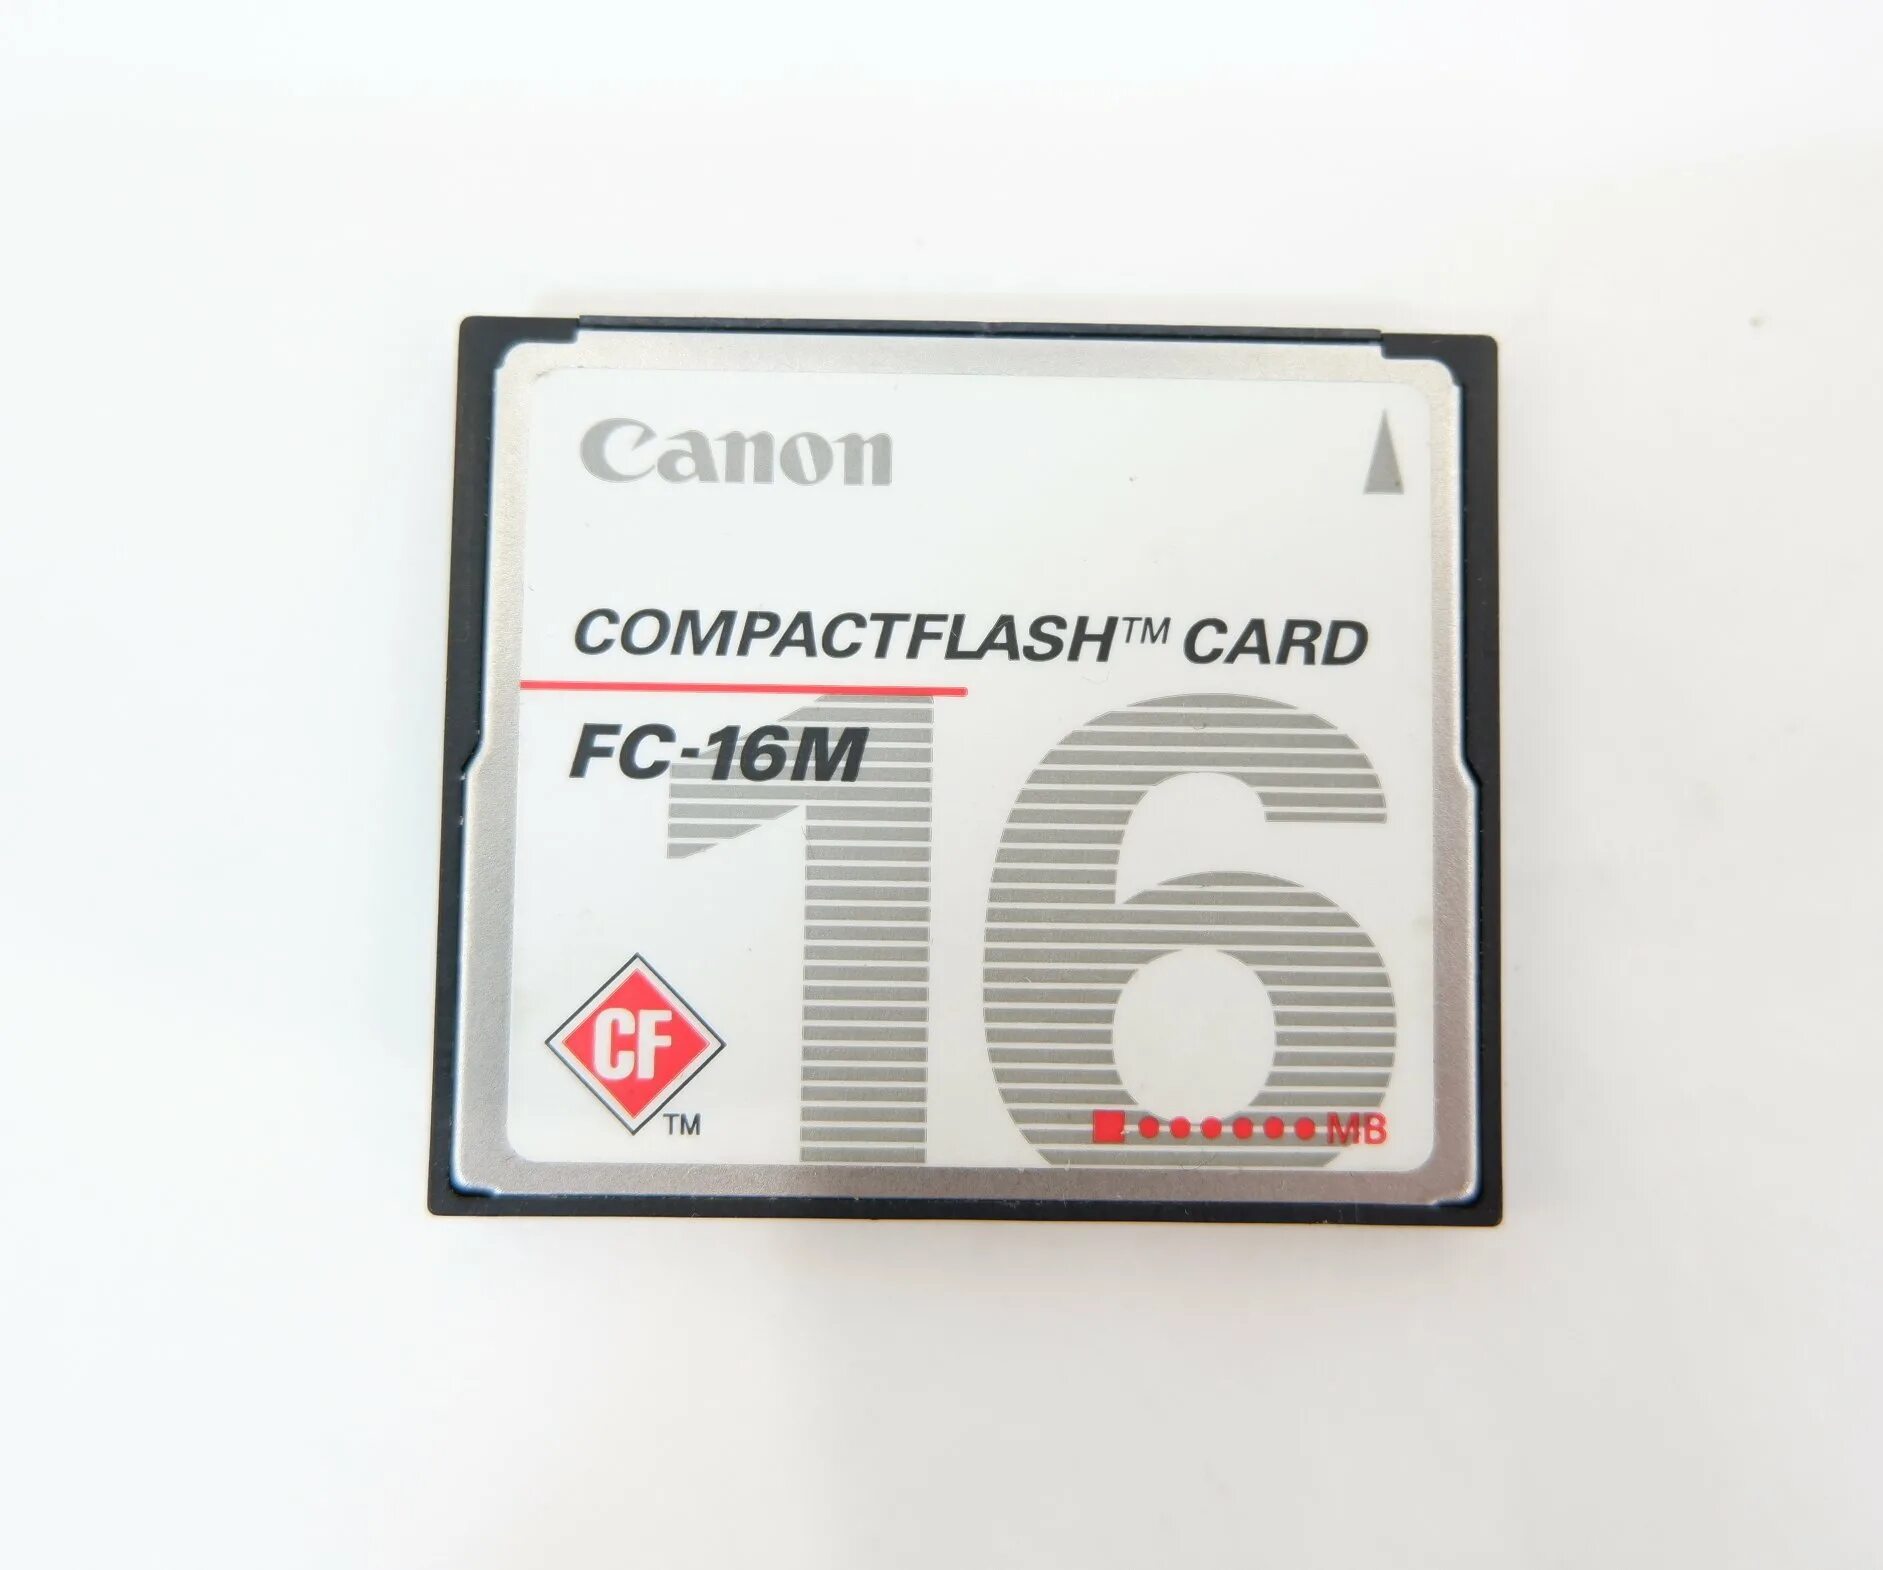 Canon
COMPACTFLASH™ CARD
FC-16M
16
CF
TM
MB